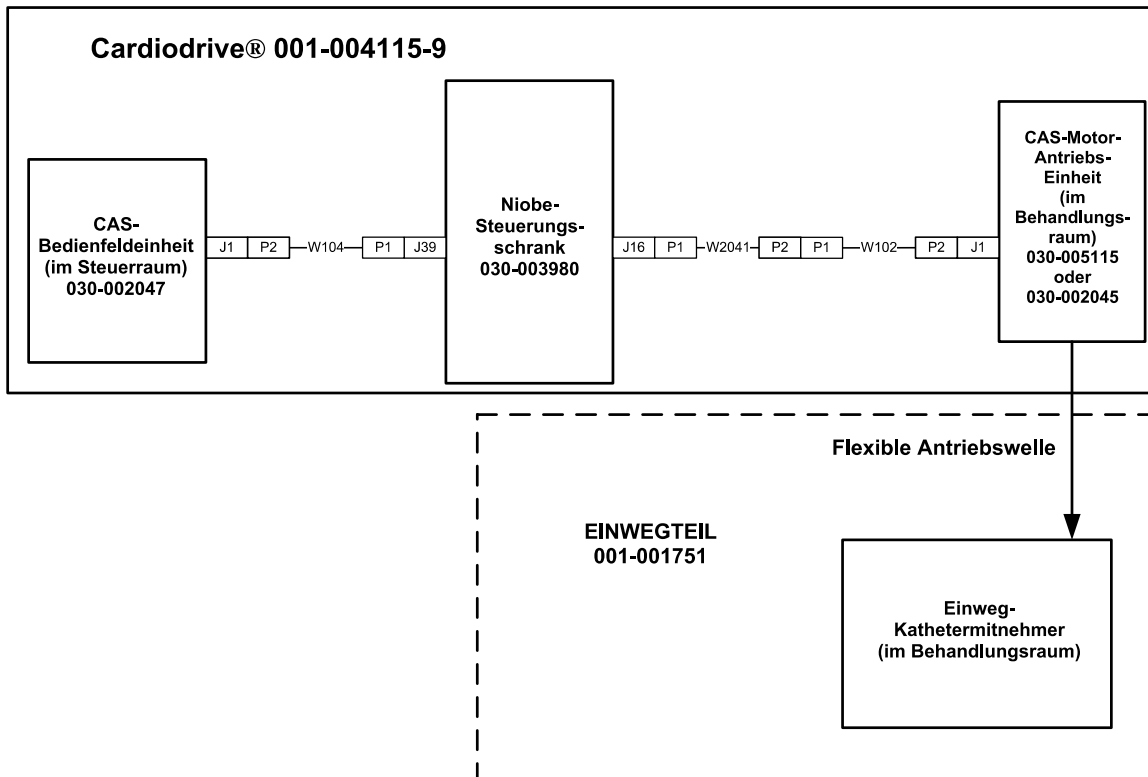 Cardiodrive® 001-004115-9
CAS-
Bedienfeldeinheit
(im Steuerraum)
030-002047
J1 P2 W104 P1 J39
Niobe-
Steuerungs-
schrank
030-003980
J16 P1 W2041 P2 P1 W102 P2 J1
CAS-Motor-
Antriebs-
Einheit
(im
Behandlungs-
raum)
030-005115
oder
030-002045
Flexible Antriebswelle
EINWEGTEIL
001-001751
Einweg-
Kathetermitnehmer
(im Behandlungsraum)